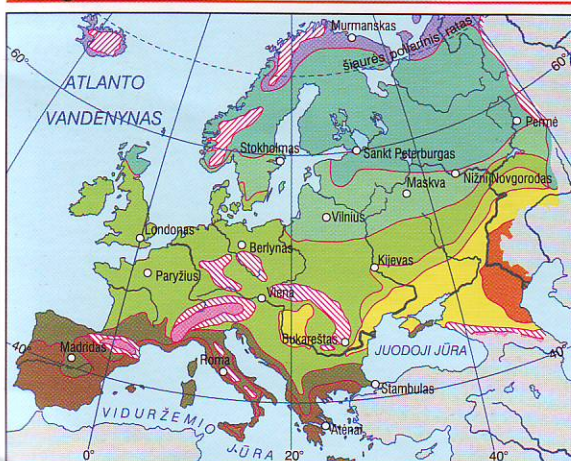 Murmanskas
šiaurės poliarinis ratas
60°
60°
ATLANTO
VANDENYNAS
Permė
Stokholmas
Sankt Peterburgas
Nižnij Novgorodas
Maskva
Vilnius
Londonas
Berlynas
Kijevas
Paryžius
Viena
Bukareštas
JUODOJI JŪRA
40°
Madridas
Roma
40°
Stambulas
VIDURŽEMIO
JŪRA
Atėnai
0°
20°
40°